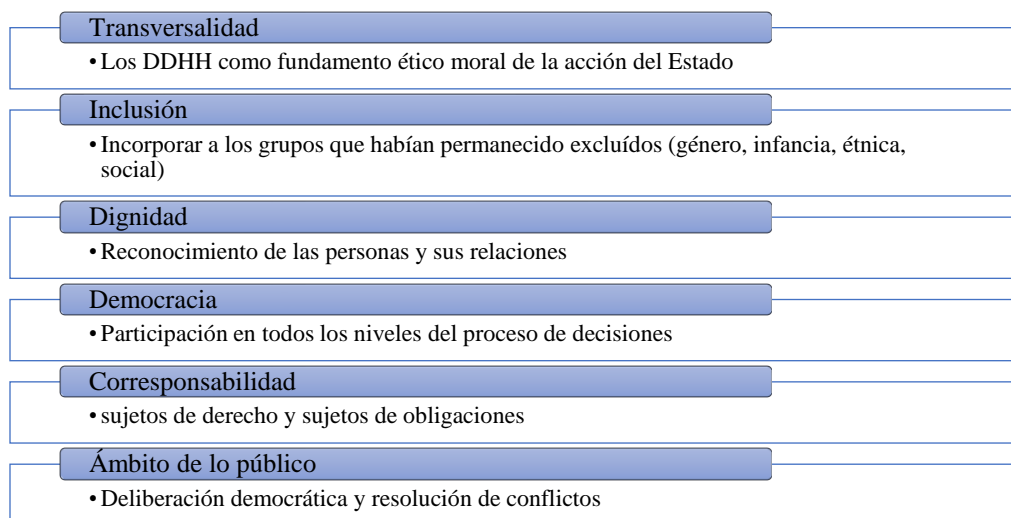 Transversalidad
• Los DDHH como fundamento ético moral de la acción del Estado
Inclusión
• Incorporar a los grupos que habían permanecido excluídos (género, infancia, étnica,
social)
Dignidad
• Reconocimiento de las personas y sus relaciones
Democracia
• Participación en todos los niveles del proceso de decisiones
Corresponsabilidad
• sujetos de derecho y sujetos de obligaciones
Ámbito de lo público
• Deliberación democrática y resolución de conflictos